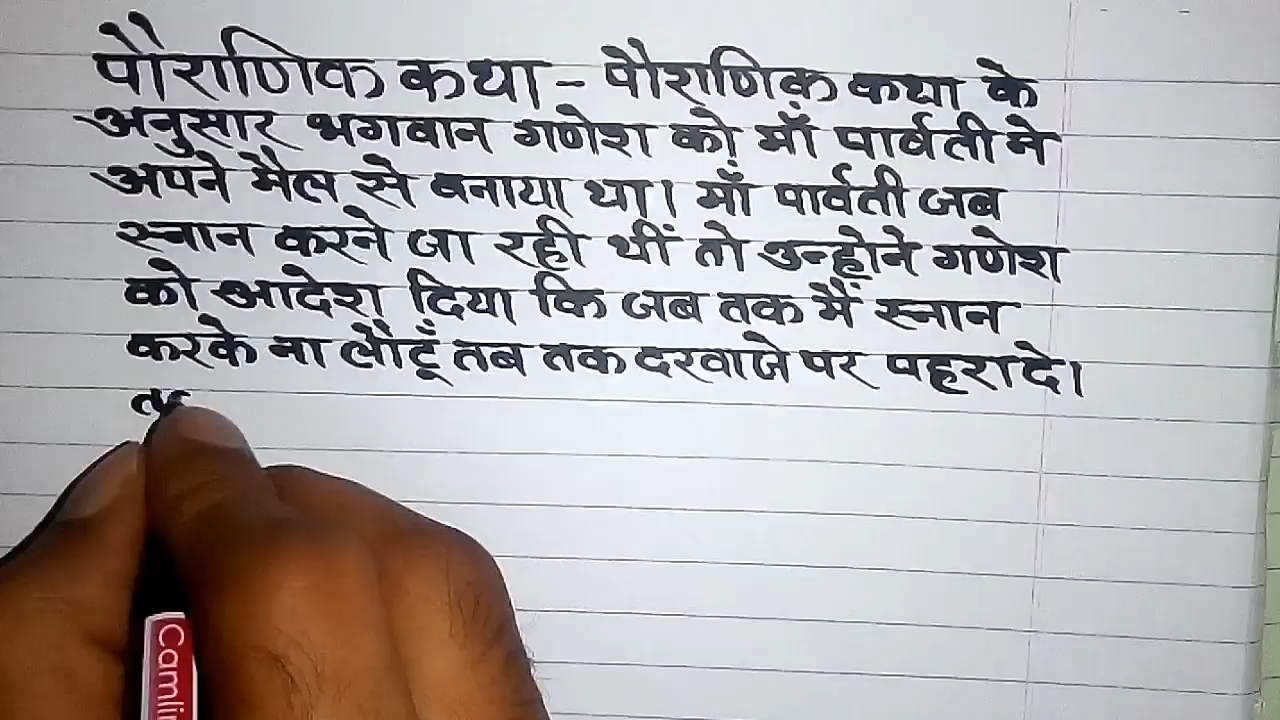 पौराणिक कथा - पौराणिक कथा के
अनुसार भगवान गणेश को माँ पार्वती ने
अपने मैल से बनाया था। माँ पार्वती जब
स्नान करने जा रही थीं तो उन्होने गणेश
को आदेश दिया कि जब तक मैं स्नान
करके ना लौटूँ तब तक दरवाजे पर पहरा दे।